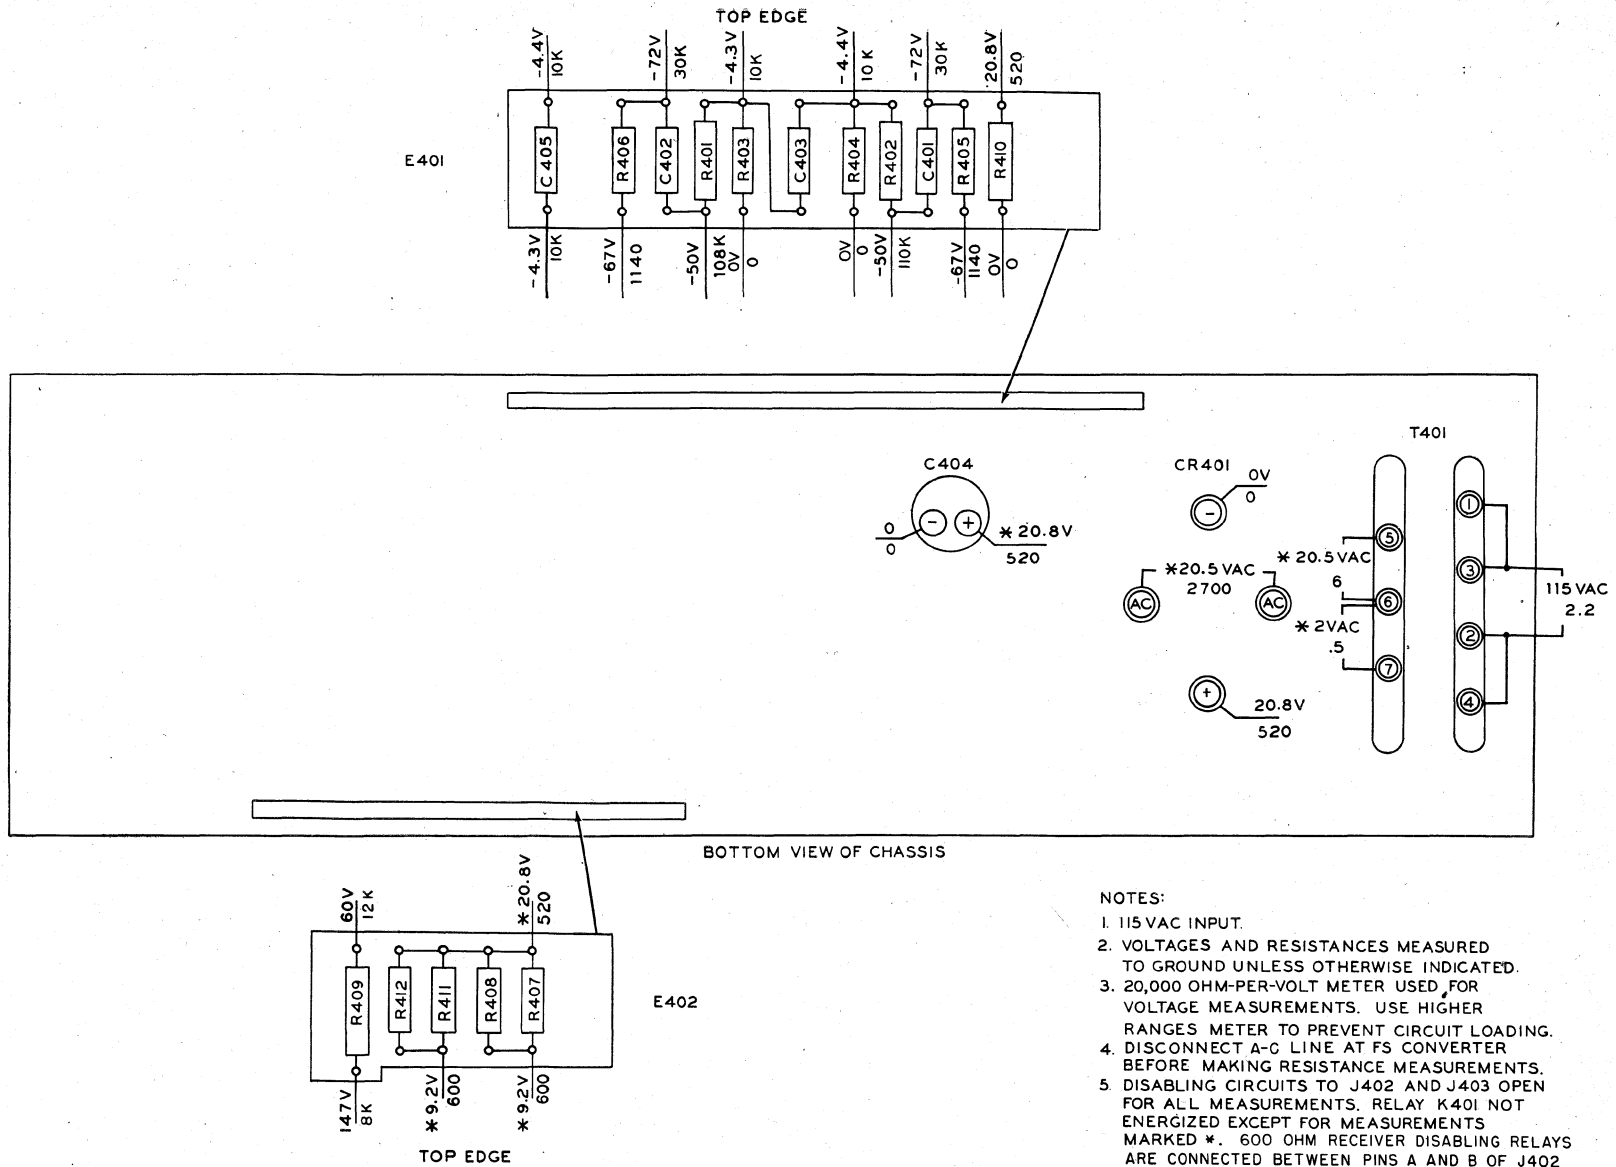 TOP EDGE
-4.4V
10K
-72V
30K
-4.3V
10K
-4.4V
10K
-72V
30K
20.8V
520
E401
C405
R406
C402
R401
R403
C403
R404
R402
C401
R405
R410
-4.3V
10K
-67V
1140
-50V
108K
0V
0
0V
0
-50V
110K
-67V
1140
0V
0
T401
C404
CR401
0V
0
-
1
0
0
- +
* 20.8V
520
5
* 20.5 VAC
6
3
*20.5 VAC
2700
115 VAC
2.2
AC
AC
6
* 2VAC
.5
2
7
+
20.8V
520
4
BOTTOM VIEW OF CHASSIS
60V
12K
* 20.8V
520
R409
R412
R411
R408
R407
E402
147V
8K
* 9.2V
600
* 9.2V
600
TOP EDGE
NOTES:
1. 115 VAC INPUT.
2. VOLTAGES AND RESISTANCES MEASURED
TO GROUND UNLESS OTHERWISE INDICATED.
3. 20,000 OHM-PER-VOLT METER USED FOR
VOLTAGE MEASUREMENTS. USE HIGHER
RANGES METER TO PREVENT CIRCUIT LOADING.
4. DISCONNECT A-C LINE AT FS CONVERTER
BEFORE MAKING RESISTANCE MEASUREMENTS.
5. DISABLING CIRCUITS TO J402 AND J403 OPEN
FOR ALL MEASUREMENTS. RELAY K401 NOT
ENERGIZED EXCEPT FOR MEASUREMENTS
MARKED *. 600 OHM RECEIVER DISABLING RELAYS
ARE CONNECTED BETWEEN PINS A AND B OF J402